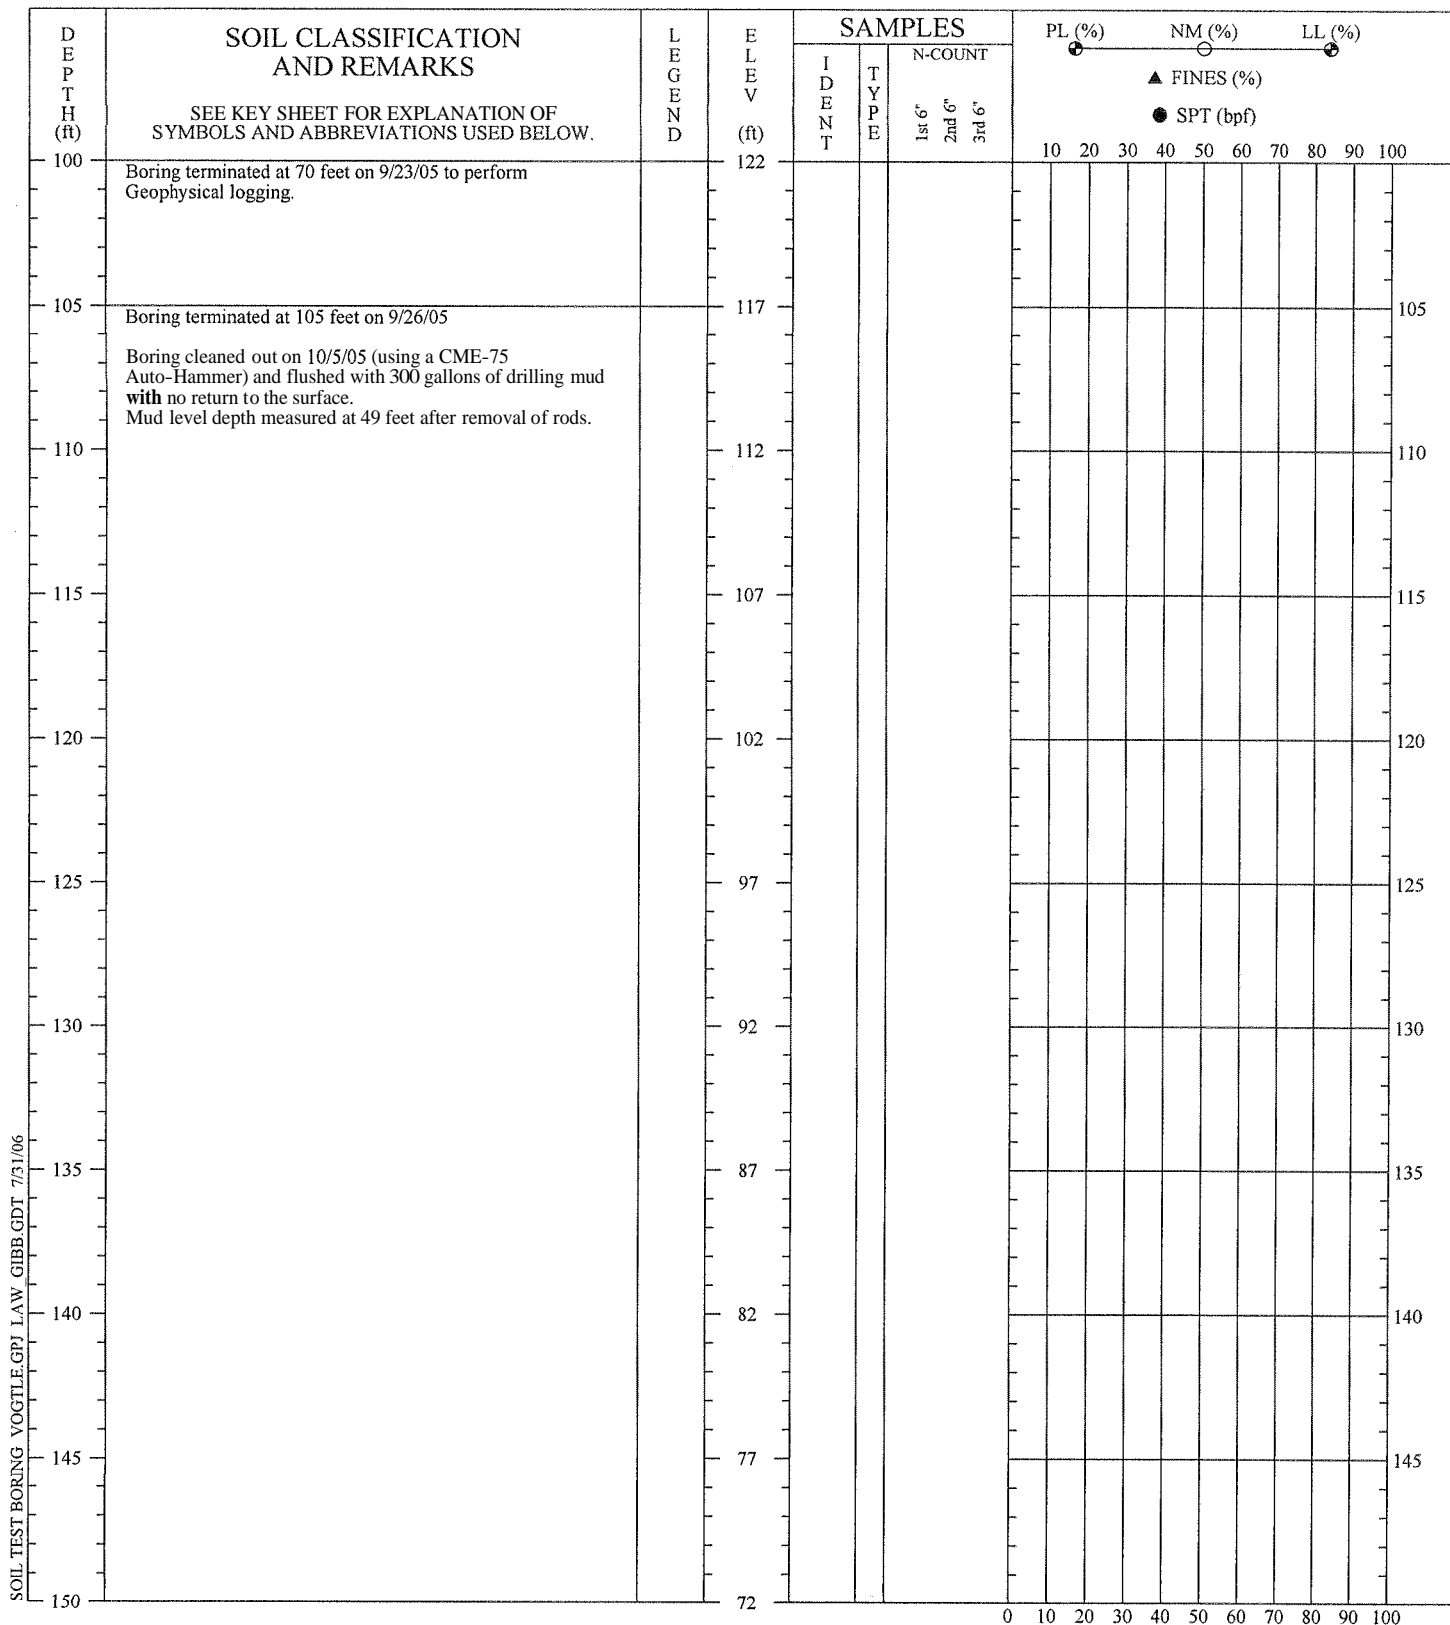 DEPTH (ft)
SOIL CLASSIFICATION
AND REMARKS
SEE KEY SHEET FOR EXPLANATION OF
SYMBOLS AND ABBREVIATIONS USED BELOW.
LEGEND
ELEV (ft)
SAMPLES
IDENT
TYPE
N-COUNT
1st 6"
2nd 6"
3rd 6"
PL (%) NM (%) LL (%)
▲ FINES (%)
● SPT (bpf)
10 20 30 40 50 60 70 80 90 100
100 122
Boring terminated at 70 feet on 9/23/05 to perform
Geophysical logging.
105 117 105
Boring terminated at 105 feet on 9/26/05
Boring cleaned out on 10/5/05 (using a CME-75
Auto-Hammer) and flushed with 300 gallons of drilling mud
with no return to the surface.
Mud level depth measured at 49 feet after removal of rods.
110 112 110
115 107 115
120 102 120
125 97 125
130 92 130
135 87 135
140 82 140
145 77 145
150 72
0 10 20 30 40 50 60 70 80 90 100
SOIL TEST BORING VOGTLE.GPJ LAW_GIBB.GDT 7/31/06